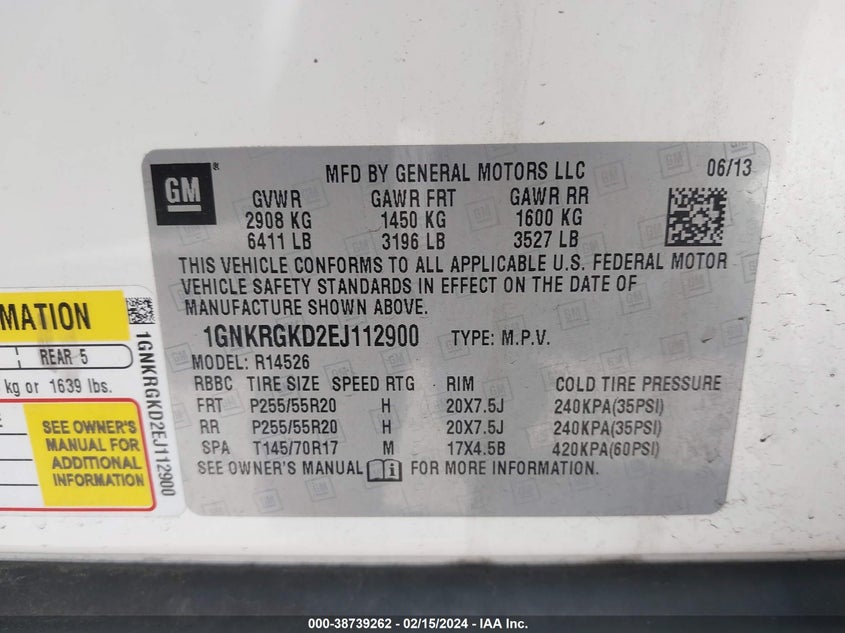 GM
®
MFD BY GENERAL MOTORS LLC 06/13
GVWR GAWR FRT GAWR RR
2908 KG 1450 KG 1600 KG
6411 LB 3196 LB 3527 LB
THIS VEHICLE CONFORMS TO ALL APPLICABLE U.S. FEDERAL MOTOR
VEHICLE SAFETY STANDARDS IN EFFECT ON THE DATE OF
MANUFACTURE SHOWN ABOVE.
1GNKRGKD2EJ112900 TYPE: M.P.V.
MODEL: R14526
RBBC TIRE SIZE SPEED RTG RIM COLD TIRE PRESSURE
FRT P255/55R20 H 20X7.5J 240KPA(35PSI)
RR P255/55R20 H 20X7.5J 240KPA(35PSI)
SPA T145/70R17 M 17X4.5B 420KPA(60PSI)
SEE OWNER'S MANUAL FOR MORE INFORMATION.
MATION
REAR 5
kg or 1639 lbs.
SEE OWNER'S
MANUAL FOR
ADDITIONAL
INFORMATION
1GNKRGKD2EJ112900
000-38739262 - 02/15/2024 - IAA Inc.